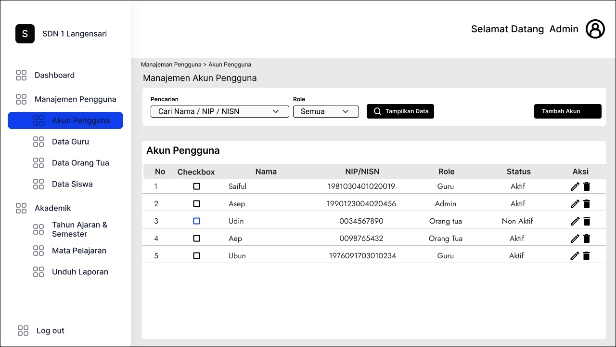 S
SDN 1 Langensari
Selamat Datang Admin
Dashboard
Manajemen Pengguna
Akun Pengguna
Data Guru
Data Orang Tua
Data Siswa
Akademik
Tahun Ajaran &
Semester
Mata Pelajaran
Unduh Laporan
Log out
Manajeman Pengguna > Akun Pengguna
Manajemen Akun Pengguna
Pencarian Role
Cari Nama / NIP / NISN Semua Tampilkan Data Tambah Akun
Akun Pengguna
No Checkbox Nama NIP/NISN Role Status Aksi
1 Saiful 1981030401020019 Guru Aktif
2 Asep 1990123004020456 Admin Aktif
3 Udin 0034567890 Orang tua Non Aktif
4 Aep 0098765432 Orang Tua Aktif
5 Ubun 1976091703010234 Guru Aktif